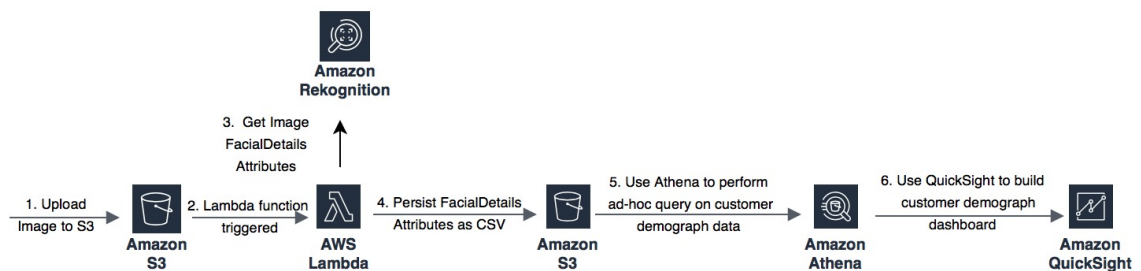 Amazon
Rekognition
3. Get Image
FacialDetails
Attributes
1. Upload
Image to S3
Amazon
S3
2. Lambda function
triggered
AWS
Lambda
4. Persist FacialDetails
Attributes as CSV
Amazon
S3
5. Use Athena to perform
ad-hoc query on customer
demograph data
Amazon
Athena
6. Use QuickSight to build
customer demograph
dashboard
Amazon
QuickSight